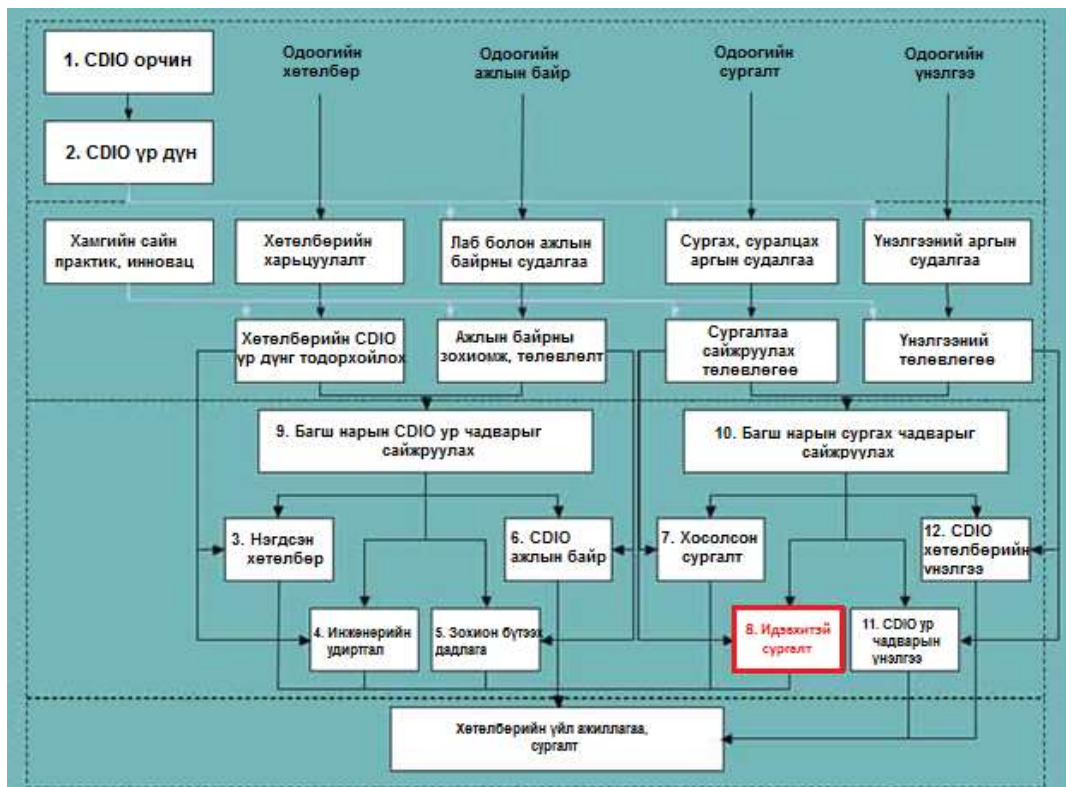 1. CDIO орчин
Одоогийн
хөтөлбөр
Одоогийн
ажлын байр
Одоогийн
сургалт
Одоогийн
үнэлгээ
2. CDIO үр дүн
Хамгийн сайн
практик, инновац
Хөтөлбөрийн
харьцуулалт
Лаб болон ажлын
байрны судалгаа
Сургах, суралцах
аргын судалгаа
Үнэлгээний аргын
судалгаа
Хөтөлбөрийн CDIO
үр дүнг тодорхойлох
Ажлын байрны
зохиомж, төлөвлөлт
Сургалтаа
сайжруулах
төлөвлөгөө
Үнэлгээний
төлөвлөгөө
9. Багш нарын CDIO ур чадварыг
сайжруулах
10. Багш нарын сургах чадварыг
сайжруулах
3. Нэгдсэн
хөтөлбөр
6. CDIO
ажлын байр
7. Хосолсон
сургалт
12. CDIO
хөтөлбөрийн
үнэлгээ
4. Инженерийн
удиртгал
5. Зохион бүтээх
дадлага
8. Идэвхитэй
сургалт
11. CDIO ур
чадварын
үнэлгээ
Хөтөлбөрийн үйл ажиллагаа,
сургалт